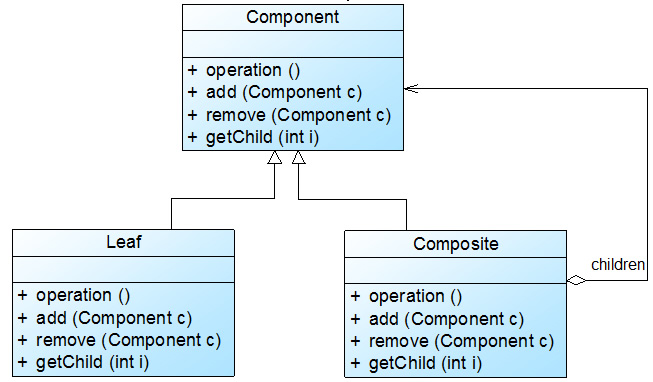 Component
+ operation ()
+ add (Component c)
+ remove (Component c)
+ getChild (int i)
Leaf
+ operation ()
+ add (Component c)
+ remove (Component c)
+ getChild (int i)
Composite
+ operation ()
+ add (Component c)
+ remove (Component c)
+ getChild (int i)
children